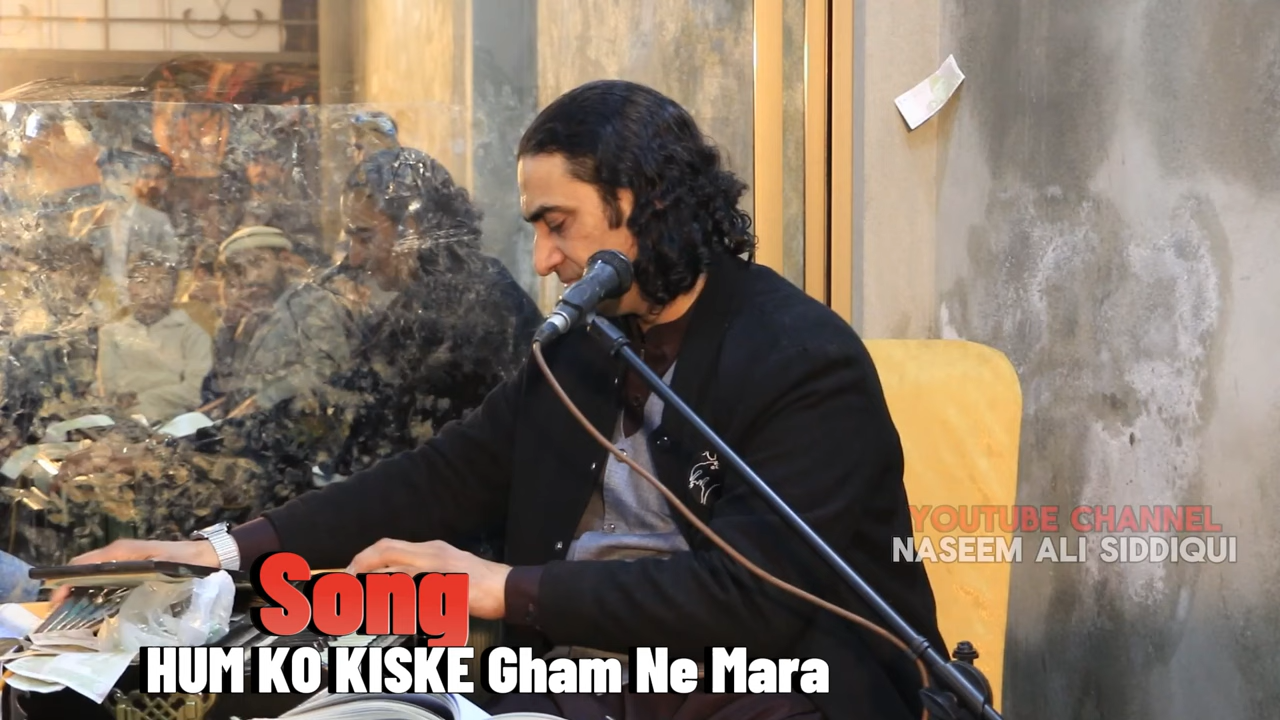 YOUTUBE CHANNEL
NASEEM ALI SIDDIQUI
Song
HUM KO KISKE Gham Ne Mara